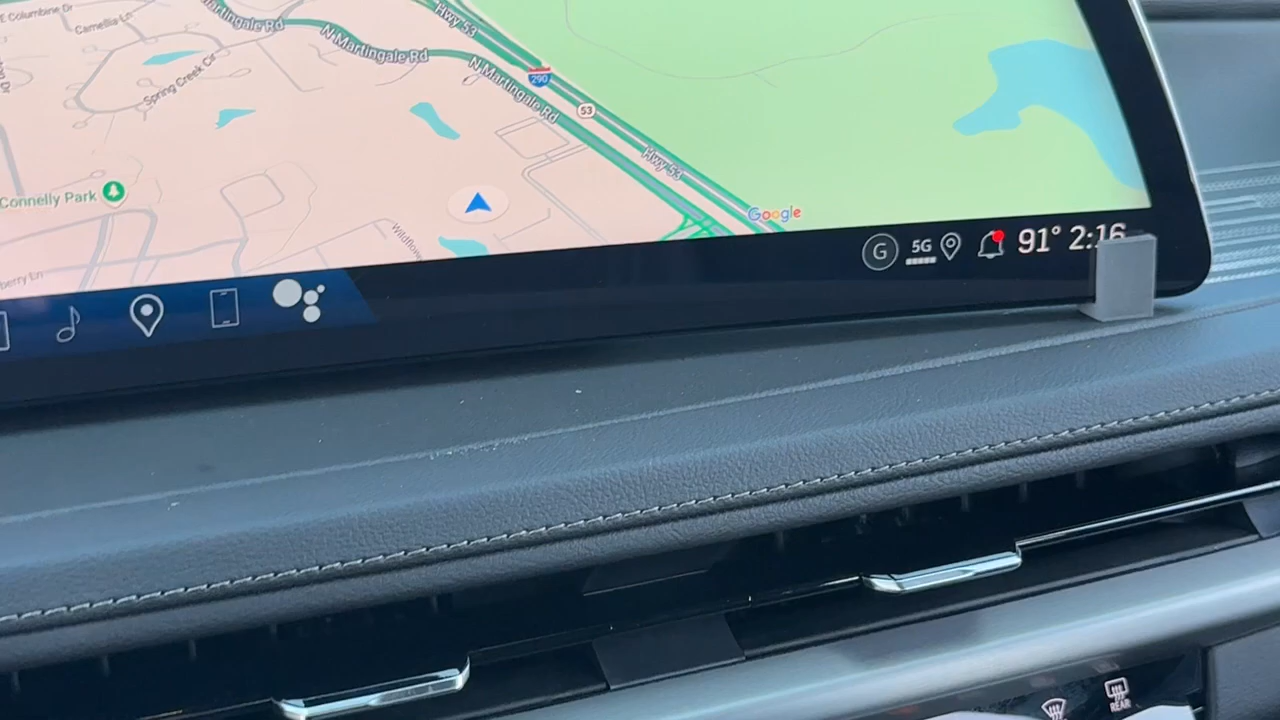 E Columbine Dr
Camellia Ln
Martingale Rd
Hwy 53
N Martingale Rd
N Martingale Rd
290
53
Spring Creek Cir
Hwy 53
Connelly Park
Google
G
5G
91° 2:16
REAR